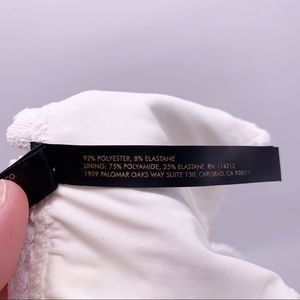 92% POLYESTER, 8% ELASTANE
LINING: 75% POLYAMIDE, 25% ELASTANE RN 114215
1959 PALOMAR OAKS WAY SUITE 130, CARLSBAD, CA 92011